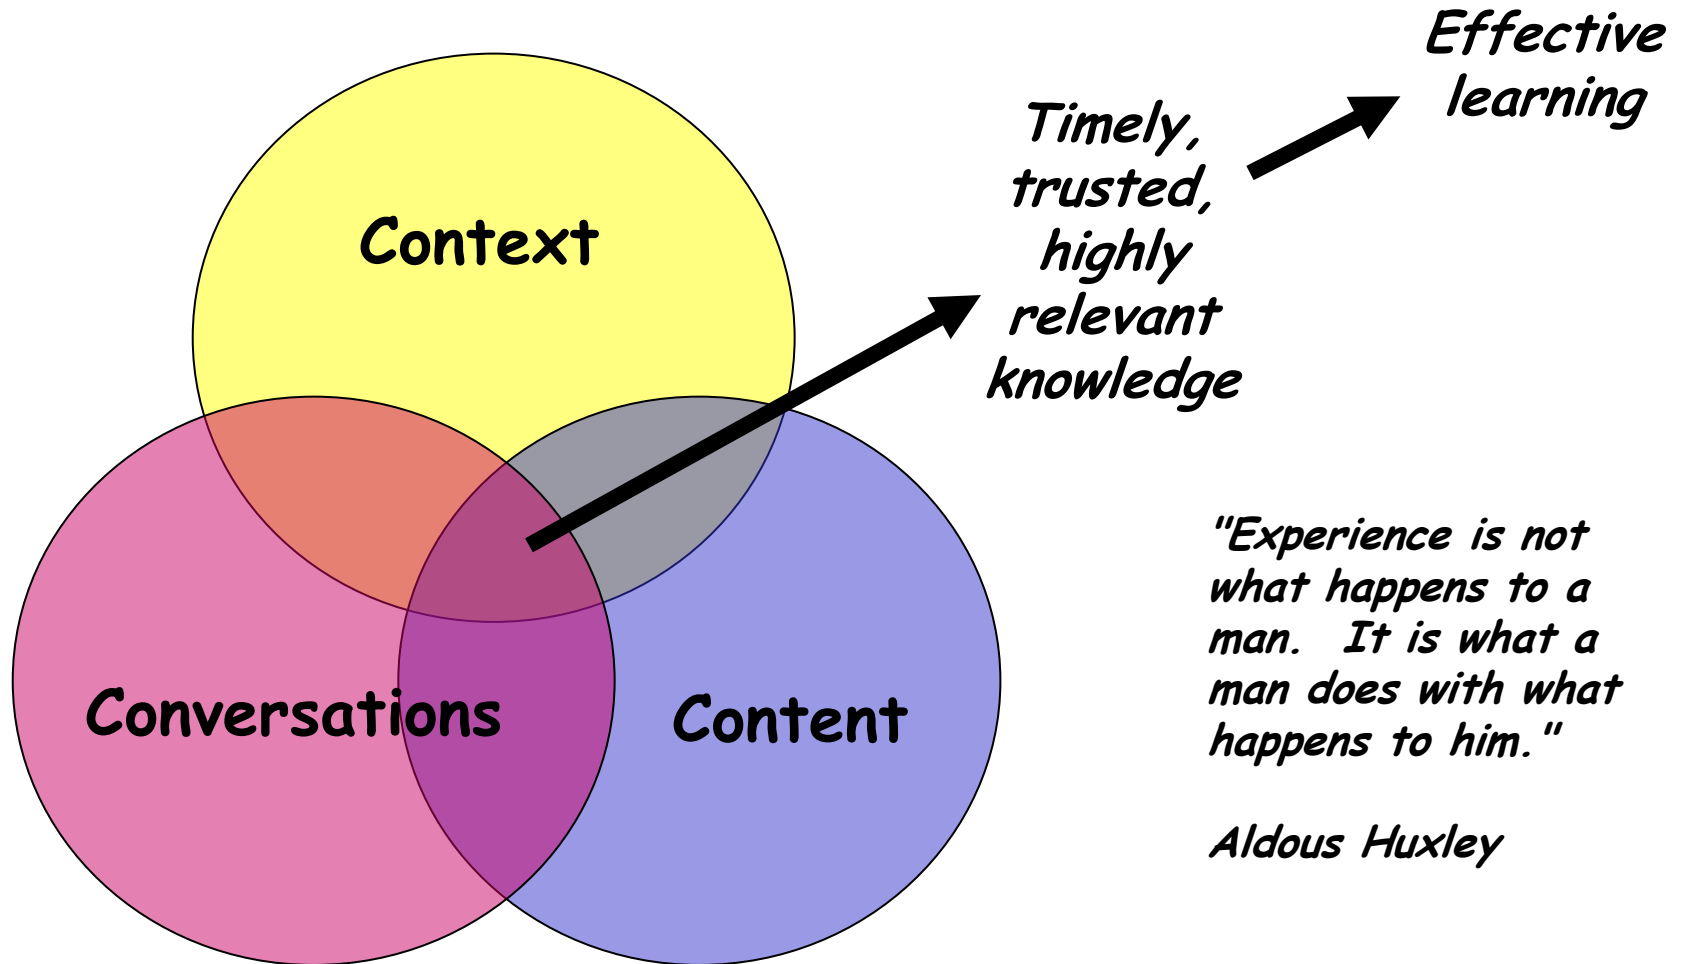 Effective
learning
Timely,
trusted,
highly
relevant
knowledge
Context
Conversations
Content
"Experience is not
what happens to a
man.  It is what a
man does with what
happens to him."
Aldous Huxley